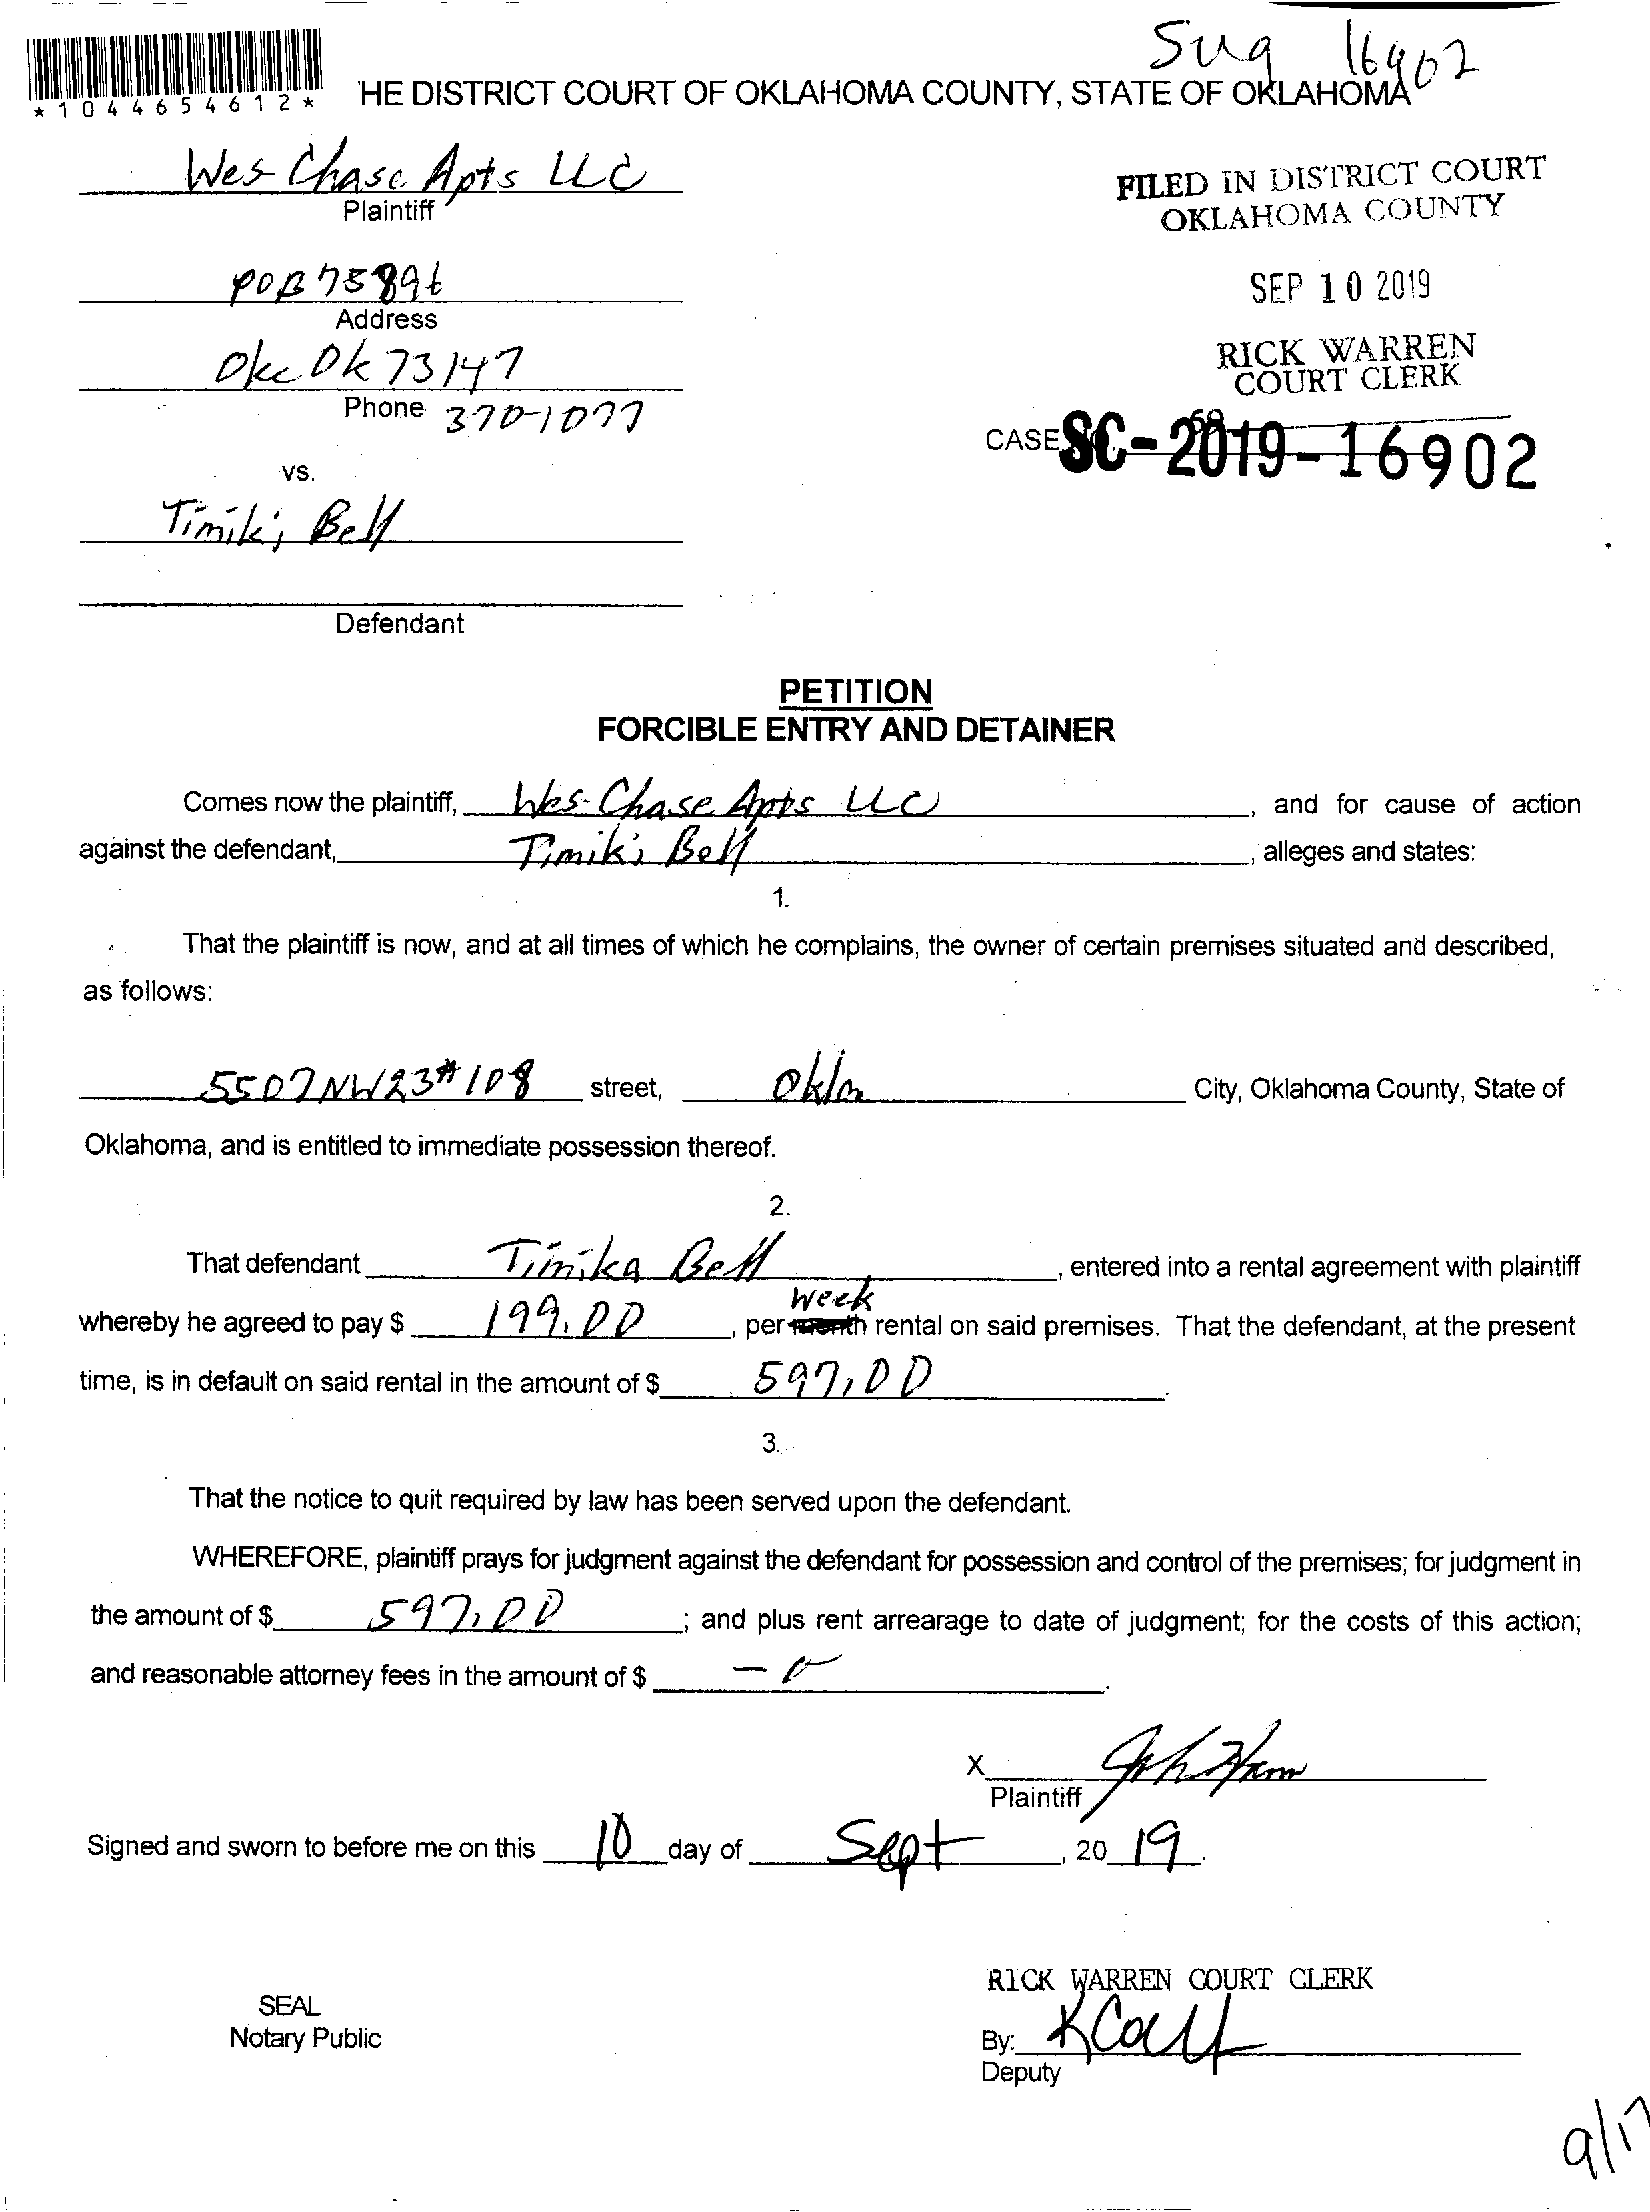 Sug 16902
*1044654612*
'HE DISTRICT COURT OF OKLAHOMA COUNTY, STATE OF OKLAHOMA
Wes Chase Apts LLC
Plaintiff
FILED IN DISTRICT COURT
OKLAHOMA COUNTY
POB 75896
Address
SEP 10 2019
Okc Ok 73147
Phone 370-1077
RICK WARREN
COURT CLERK
CASE SC-2019-16902
vs.
Timiki Bell
Defendant
PETITION
FORCIBLE ENTRY AND DETAINER
Comes now the plaintiff, Wes-Chase Apts LLC, and for cause of action
against the defendant, Timiki Bell, alleges and states:
1.
That the plaintiff is now, and at all times of which he complains, the owner of certain premises situated and described,
as follows:
5507 NW 23 #108 street, Okla City, Oklahoma County, State of
Oklahoma, and is entitled to immediate possession thereof.
2.
That defendant Timika Bell, entered into a rental agreement with plaintiff
whereby he agreed to pay $ 199.00, per month Week rental on said premises. That the defendant, at the present
time, is in default on said rental in the amount of $ 597.00.
3.
That the notice to quit required by law has been served upon the defendant.
WHEREFORE, plaintiff prays for judgment against the defendant for possession and control of the premises; for judgment in
the amount of $ 597.00; and plus rent arrearage to date of judgment; for the costs of this action;
and reasonable attorney fees in the amount of $ -0-.
X
Plaintiff
Signed and sworn to before me on this 10 day of Sept, 20 19.
RICK WARREN COURT CLERK
SEAL
Notary Public
By:
Deputy
9/17